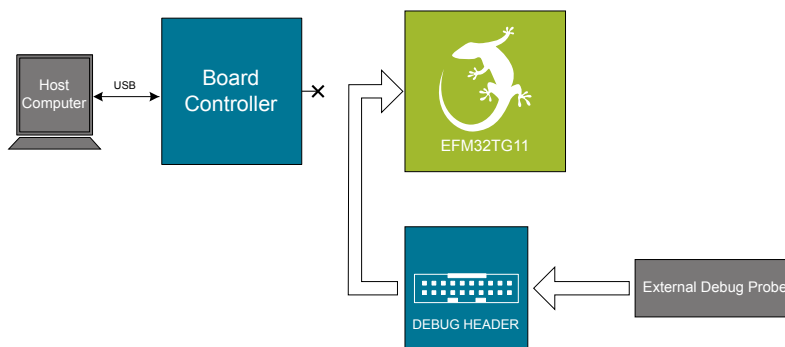 Host
Computer
USB
Board
Controller
EFM32TG11
DEBUG HEADER
External Debug Probe